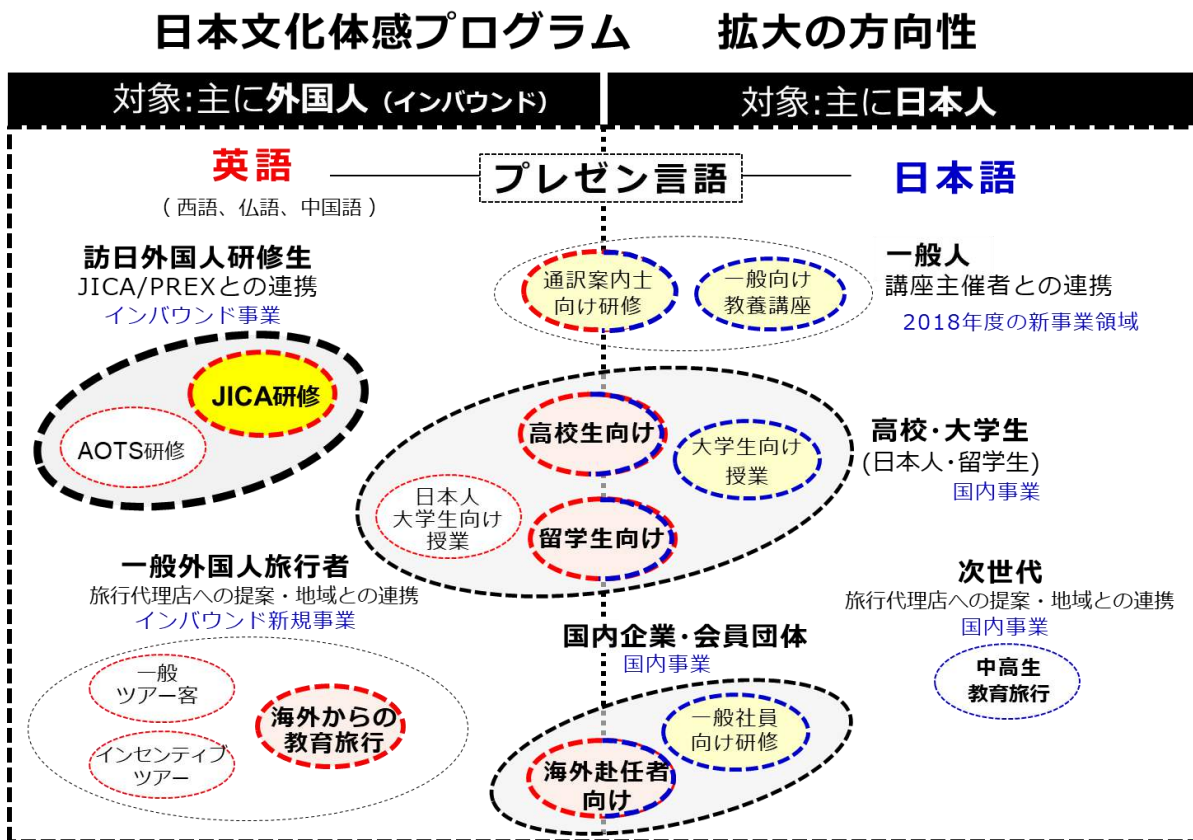 日本文化体感プログラム 拡大の方向性
対象:主に外国人（インバウンド）
対象:主に日本人
英語
プレゼン言語
日本語
（ 西語、仏語、中国語 ）
訪日外国人研修生
JICA/PREXとの連携
インバウンド事業
JICA研修
AOTS研修
通訳案内士
向け研修
一般向け
教養講座
一般人
講座主催者との連携
2018年度の新事業領域
高校生向け
大学生向け
授業
日本人
大学生向け
授業
留学生向け
高校・大学生
(日本人・留学生)
国内事業
一般外国人旅行者
旅行代理店への提案・地域との連携
インバウンド新規事業
一般
ツアー客
海外からの
教育旅行
インセンティブ
ツアー
国内企業・会員団体
国内事業
一般社員
向け研修
海外赴任者
向け
次世代
旅行代理店への提案・地域との連携
国内事業
中高生
教育旅行